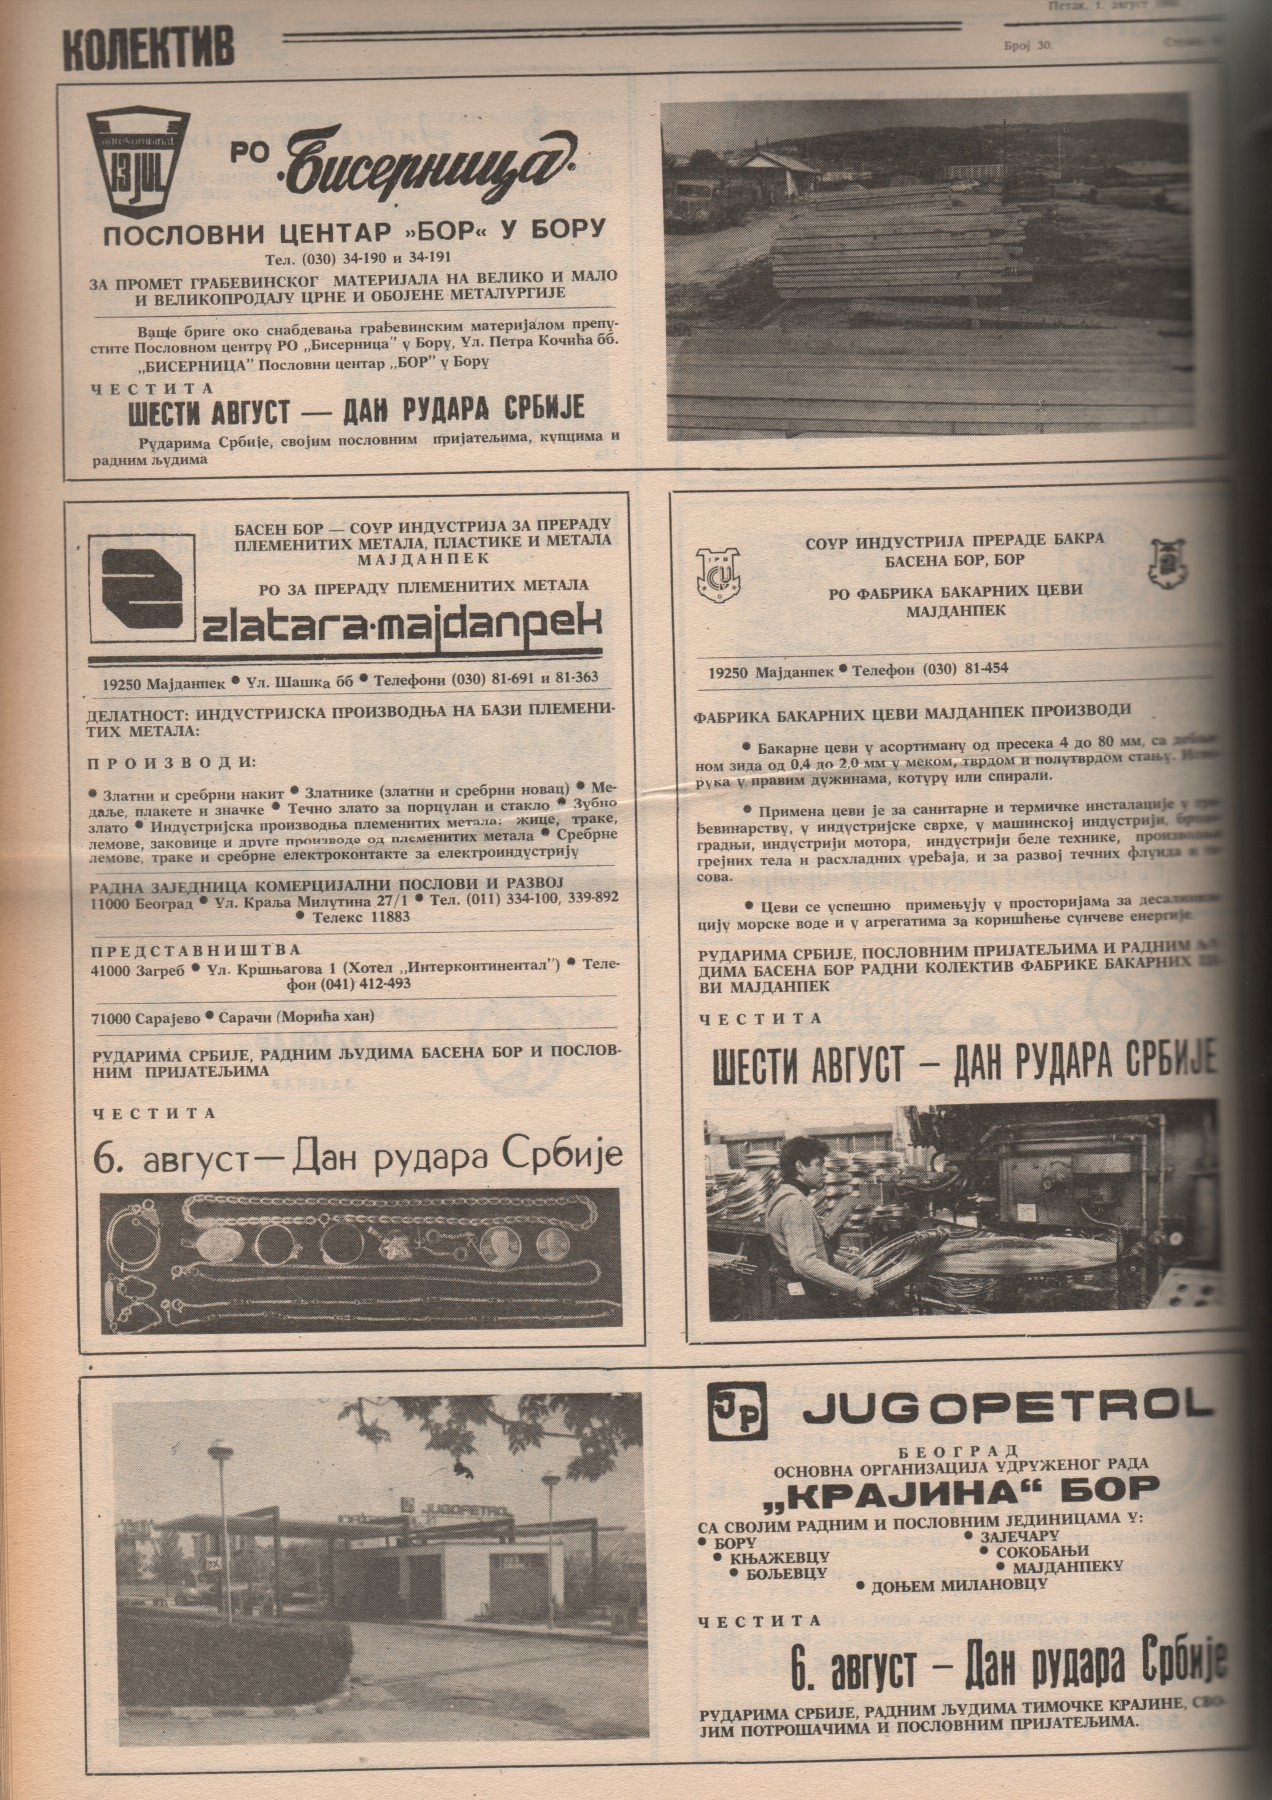 КОЛЕКТИВ
Петак, 1. август
Број 30.
13 JUL
РО „Бисерница“
ПОСЛОВНИ ЦЕНТАР »БОР« У БОРУ
Тел. (030) 34-190 и 34-191
ЗА ПРОМЕТ ГРАБЕВИНСКОГ МАТЕРИЈАЛА НА ВЕЛИКО И МАЛО
И ВЕЛИКОПРОДАЈУ ЦРНЕ И ОБОЈЕНЕ МЕТАЛУРГИЈЕ
Ваще бриге око снабдевања грађевинским материјалом препу-
стите Пословном центру РО „Бисерница" у Бору, Ул. Петра Кочића бб.
„БИСЕРНИЦА" Пословни центар „БОР" у Бору
ЧЕСТИТА
ШЕСТИ АВГУСТ — ДАН РУДАРА СРБИЈЕ
Рударима Србије, својим пословним пријатељима, купцима и
радним људима
БАСЕН БОР — СОУР ИНДУСТРИЈА ЗА ПРЕРАДУ
ПЛЕМЕНИТИХ МЕТАЛА, ПЛАСТИКЕ И МЕТАЛА
МАЈДАНПЕК
РО ЗА ПРЕРАДУ ПЛЕМЕНИТИХ МЕТАЛА
zlatara·majdanpek
19250 Мајданпек ● Ул. Шашка бб ● Телефони (030) 81-691 и 81-363
ДЕЛАТНОСТ: ИНДУСТРИЈСКА ПРОИЗВОДЊА НА БАЗИ ПЛЕМЕНИ-
ТИХ МЕТАЛА:
ПРОИЗВОДИ:
● Златни и сребрни накит ● Златнике (златни и сребрни новац) ● Ме-
даље, плакете и значке ● Течно злато за порцулан и стакло ● Зубно
злато ● Индустријска производња племенитих метала: жице, траке,
лемове, заковице и друге производе од племенитих метала ● Сребрне
лемове, траке и сребрне електроконтакте за електроиндустрију
РАДНА ЗАЈЕДНИЦА КОМЕРЦИЈАЛНИ ПОСЛОВИ И РАЗВОЈ
11000 Београд ● Ул. Краља Милутина 27/1 ● Тел. (011) 334-100, 339-892
● Телекс 11883
ПРЕДСТАВНИШТВА
41000 Загреб ● Ул. Кршњагова 1 (Хотел „Интерконтинентал") ● Теле-
фон (041) 412-493
71000 Сарајево ● Сарачи (Морића хан)
РУДАРИМА СРБИЈЕ, РАДНИМ ЉУДИМА БАСЕНА БОР И ПОСЛОВ-
НИМ ПРИЈАТЕЉИМА
ЧЕСТИТА
6. август — Дан рудара Србије
СОУР ИНДУСТРИЈА ПРЕРАДЕ БАКРА
БАСЕНА БОР, БОР
РО ФАБРИКА БАКАРНИХ ЦЕВИ
МАЈДАНПЕК
19250 Мајданпек ● Телефон (030) 81-454
ФАБРИКА БАКАРНИХ ЦЕВИ МАЈДАНПЕК ПРОИЗВОДИ
● Бакарне цеви у асортиману од пресека 4 до 80 мм, са
ном зида од 0,4 до 2,0 мм у меком, тврдом и полутврдом стању.
рука у правим дужинама, котуру или спирали.
● Примена цеви је за санитарне и термичке инсталације у
ђевинарству, у индустријске сврхе, у машинској индустрији,
градњи, индустрији мотора, индустрији беле технике,
грејних тела и расхладних уређаја, и за развој течних флуида и
сова.
● Цеви се успешно примењују у просторијама за
цију морске воде и у агрегатима за коришћење сунчеве енергије.
РУДАРИМА СРБИЈЕ, ПОСЛОВНИМ ПРИЈАТЕЉИМА И РАДНИМ ЉУ-
ДИМА БАСЕНА БОР РАДНИ КОЛЕКТИВ ФАБРИКЕ БАКАРНИХ ЦЕ-
ВИ МАЈДАНПЕК
ЧЕСТИТА
ШЕСТИ АВГУСТ – ДАН РУДАРА СРБИЈЕ
JUGOPETROL
JP JUGOPETROL
БЕОГРАД
ОСНОВНА ОРГАНИЗАЦИЈА УДРУЖЕНОГ РАДА
„КРАЈИНА“ БОР
СА СВОЈИМ РАДНИМ И ПОСЛОВНИМ ЈЕДИНИЦАМА У:
● БОРУ ● ЗАЈЕЧАРУ
● КЊАЖЕВЦУ ● СОКОБАЊИ
● БОЉЕВЦУ ● МАЈДАНПЕКУ
● ДОЊЕМ МИЛАНОВЦУ
ЧЕСТИТА
6. август – Дан рудара Србије
РУДАРИМА СРБИЈЕ, РАДНИМ ЉУДИМА ТИМОЧКЕ КРАЈИНЕ, СВО-
ЈИМ ПОТРОШАЧИМА И ПОСЛОВНИМ ПРИЈАТЕЉИМА.